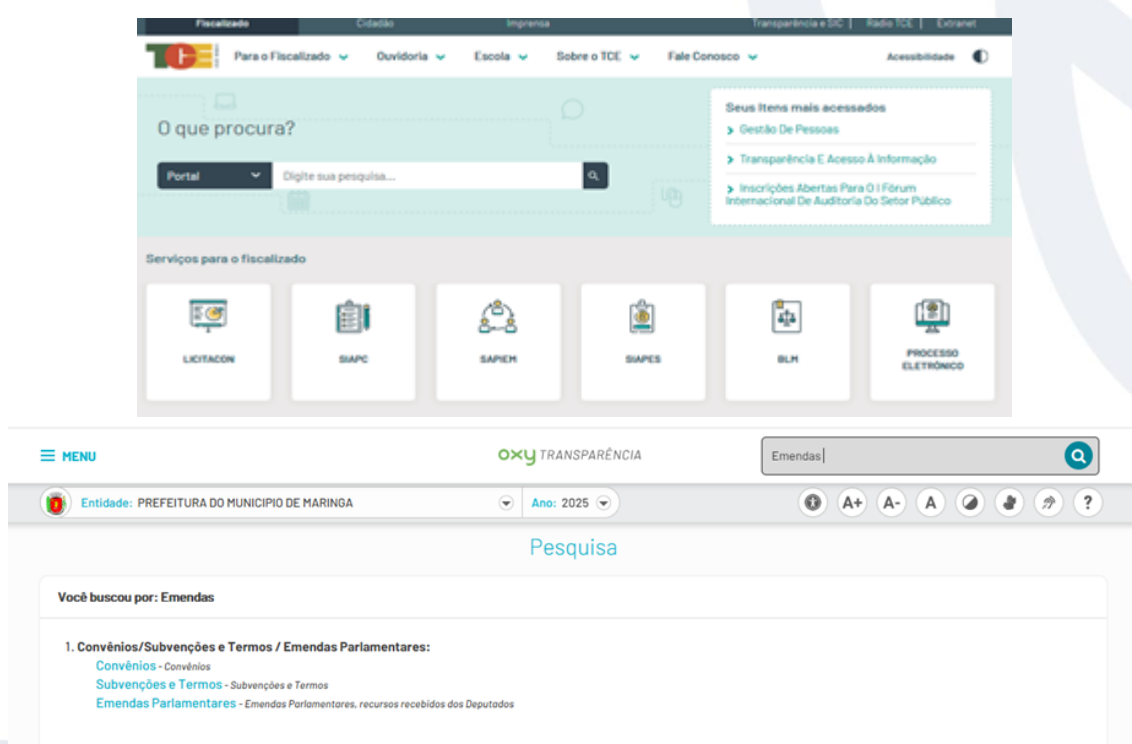 Fiscalizado Cidadão Imprensa Transparência e SIC | Rádio TCE | Extranet
TCE Para o Fiscalizado Ouvidoria Escola Sobre o TCE Fale Conosco Acessibilidade
O que procura?
Portal Digite sua pesquisa...
Seus Itens mais acessados
Gestão De Pessoas
Transparência E Acesso À Informação
Inscrições Abertas Para O I Fórum
Internacional De Auditoria Do Setor Público
Serviços para o fiscalizado
LICITACON SIAPC SAPIEM SIAPES BLM PROCESSO
ELETRÔNICO
MENU oxy TRANSPARÊNCIA Emendas
Entidade: PREFEITURA DO MUNICIPIO DE MARINGA Ano: 2025 A+ A- A ?
Pesquisa
Você buscou por: Emendas
1. Convênios/Subvenções e Termos / Emendas Parlamentares:
Convênios - Convênios
Subvenções e Termos - Subvenções e Termos
Emendas Parlamentares - Emendas Parlamentares, recursos recebidos dos Deputados